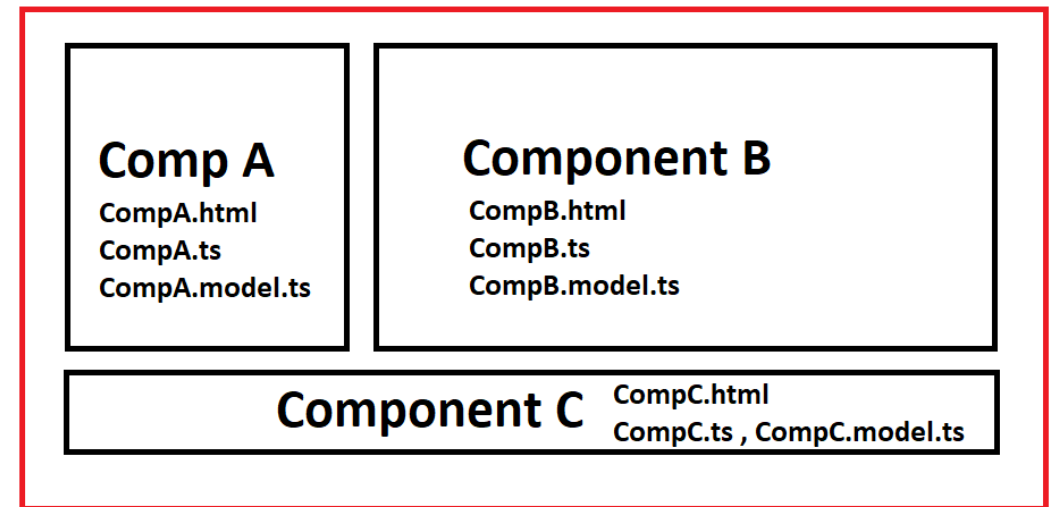 Comp A
CompA.html
CompA.ts
CompA.model.ts
Component B
CompB.html
CompB.ts
CompB.model.ts
Component C
CompC.html
CompC.ts , CompC.model.ts